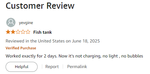 Customer Review
yevgene
Fish tank
Reviewed in the United States on June 16, 2025
Verified Purchase
Worked exactly for 2 days. Now it's not charging, no light , no bubbles
Helpful Report Permalink